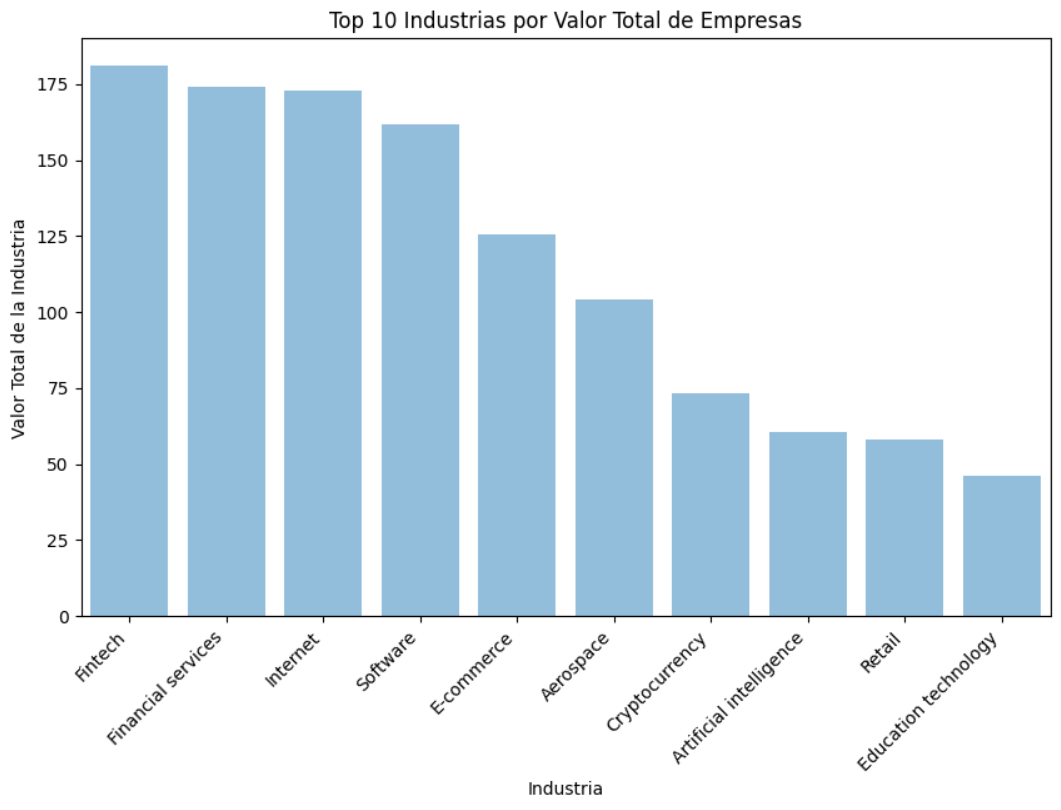 Top 10 Industrias por Valor Total de Empresas
Valor Total de la Industria
175
150
125
100
75
50
25
0
Fintech
Financial services
Internet
Software
E-commerce
Aerospace
Cryptocurrency
Artificial intelligence
Retail
Education technology
Industria